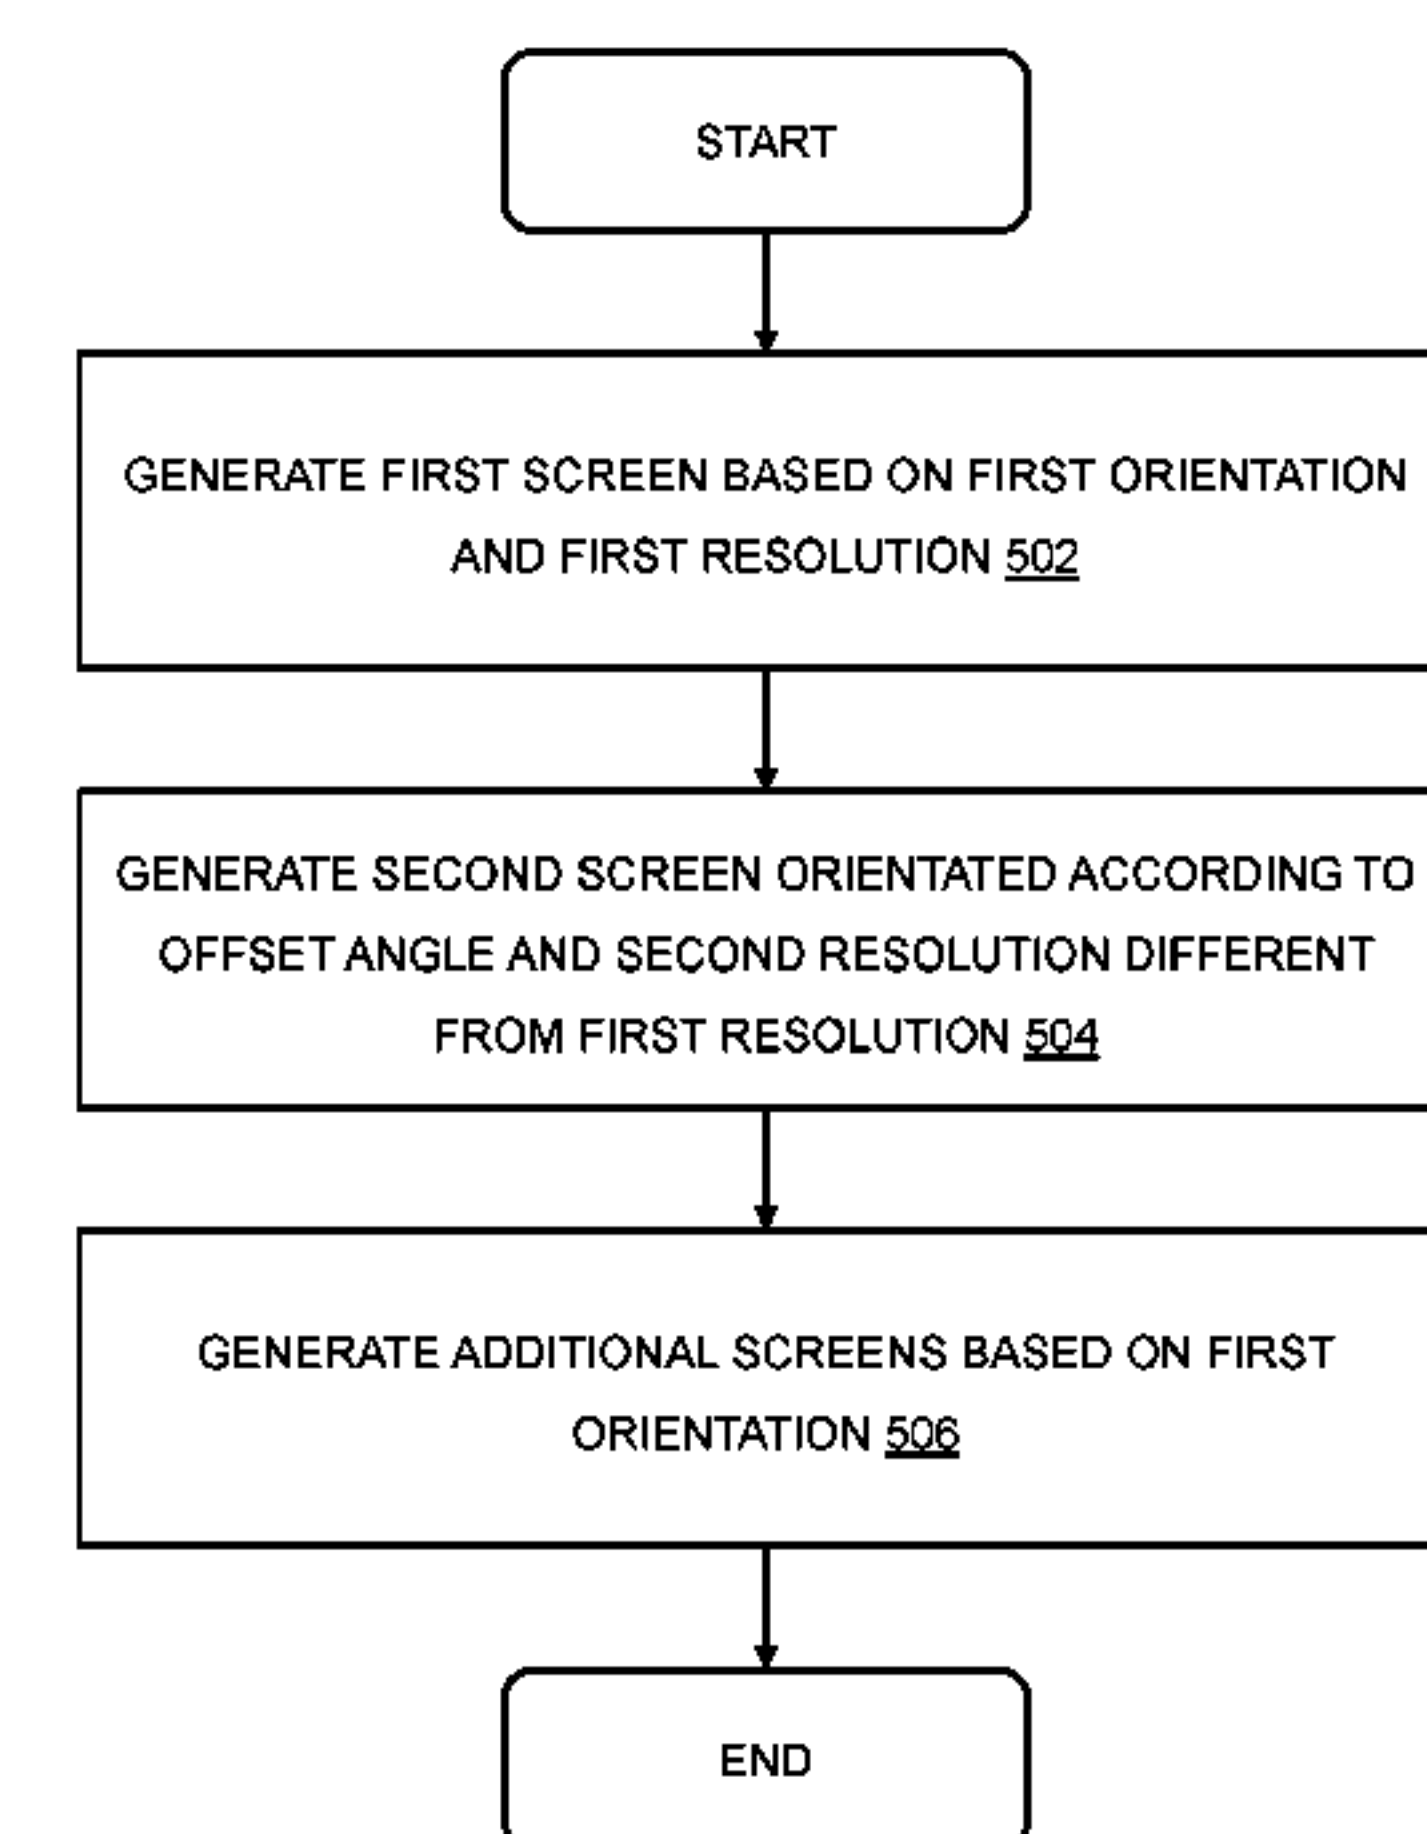 START
GENERATE FIRST SCREEN BASED ON FIRST ORIENTATION
AND FIRST RESOLUTION 502
GENERATE SECOND SCREEN ORIENTATED ACCORDING TO
OFFSET ANGLE AND SECOND RESOLUTION DIFFERENT
FROM FIRST RESOLUTION 504
GENERATE ADDITIONAL SCREENS BASED ON FIRST
ORIENTATION 506
END